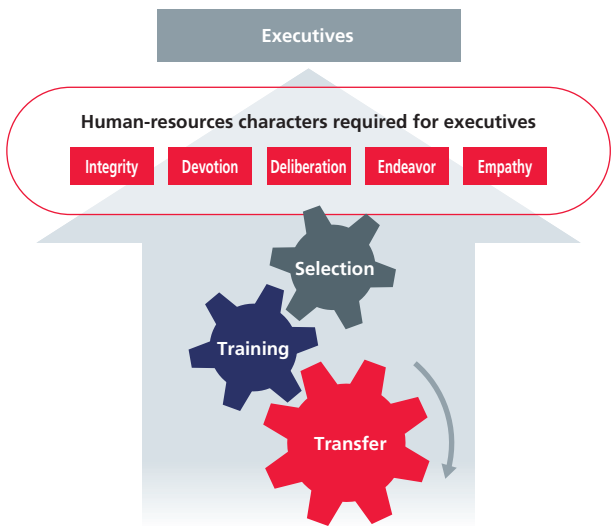 Executives
Human-resources characters required for executives
Integrity Devotion Deliberation Endeavor Empathy
Selection
Training
Transfer